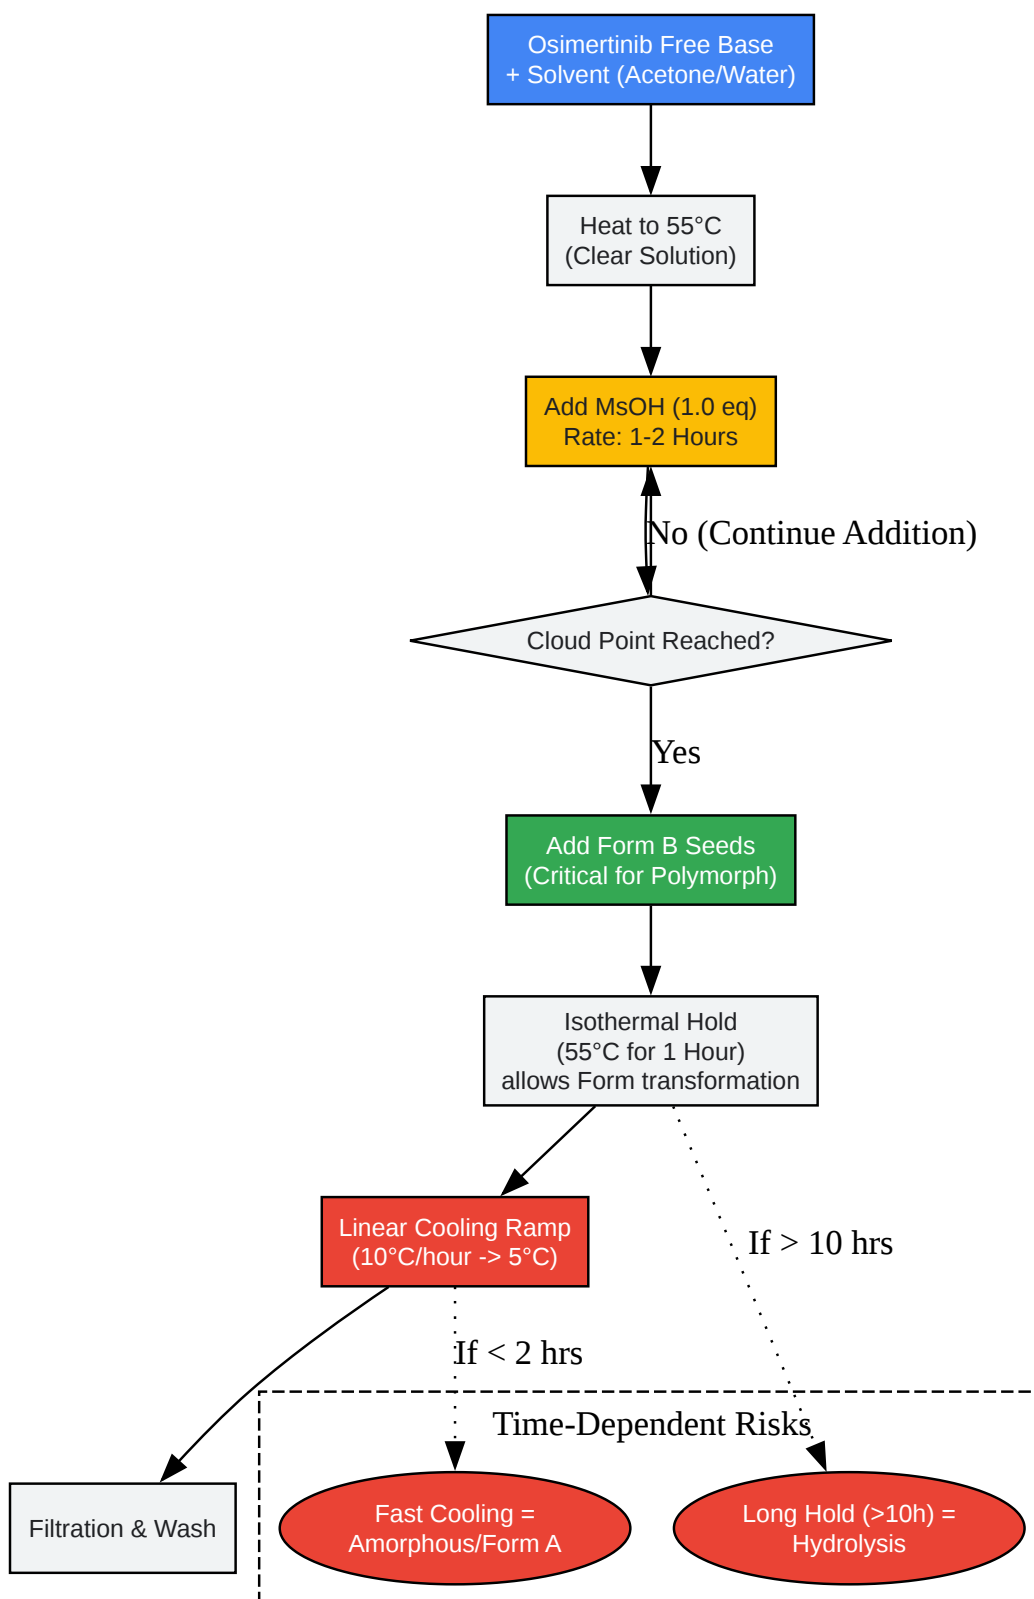 Osimertinib Free Base
+ Solvent (Acetone/Water)
Heat to 55°C
(Clear Solution)
Add MsOH (1.0 eq)
Rate: 1-2 Hours
No (Continue Addition)
Cloud Point Reached?
Yes
Add Form B Seeds
(Critical for Polymorph)
Isothermal Hold
(55°C for 1 Hour)
allows Form transformation
Linear Cooling Ramp
(10°C/hour -> 5°C)
If > 10 hrs
If < 2 hrs
Time-Dependent Risks
Filtration & Wash
Fast Cooling =
Amorphous/Form A
Long Hold (>10h) =
Hydrolysis